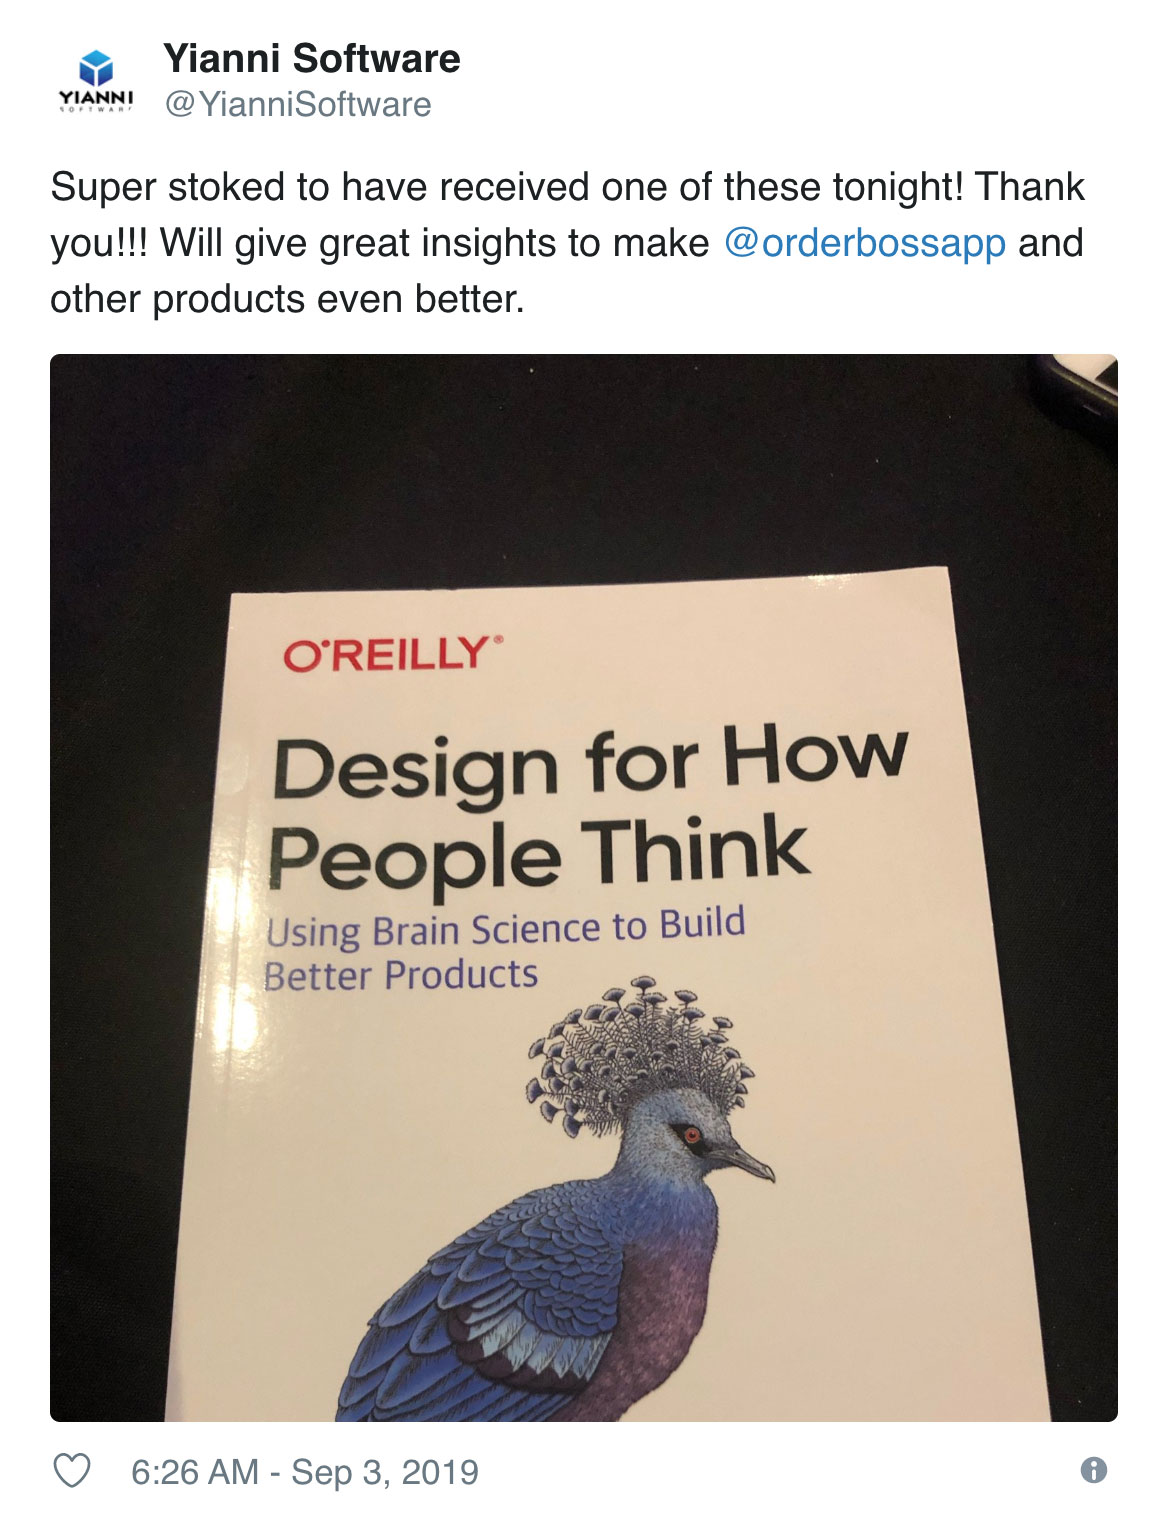 Yianni Software
@YianniSoftware
YIANNI
Super stoked to have received one of these tonight! Thank
you!!! Will give great insights to make @orderbossapp and
other products even better.
O'REILLY®
Design for How
People Think
Using Brain Science to Build
Better Products
6:26 AM - Sep 3, 2019